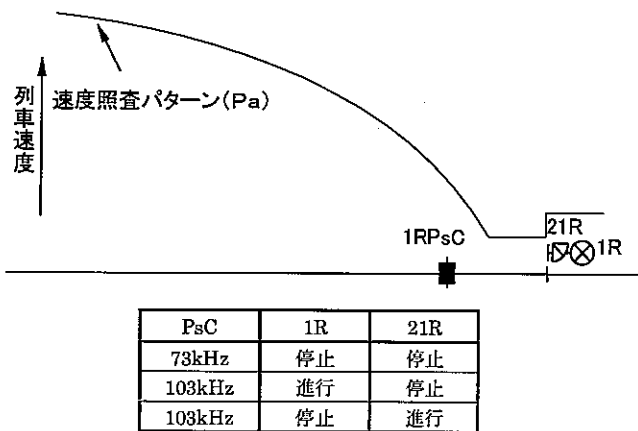 列車速度
速度照査パターン(Pa)
1RPsC
21R
1R
PsC 1R 21R
73kHz 停止 停止
103kHz 進行 停止
103kHz 停止 進行